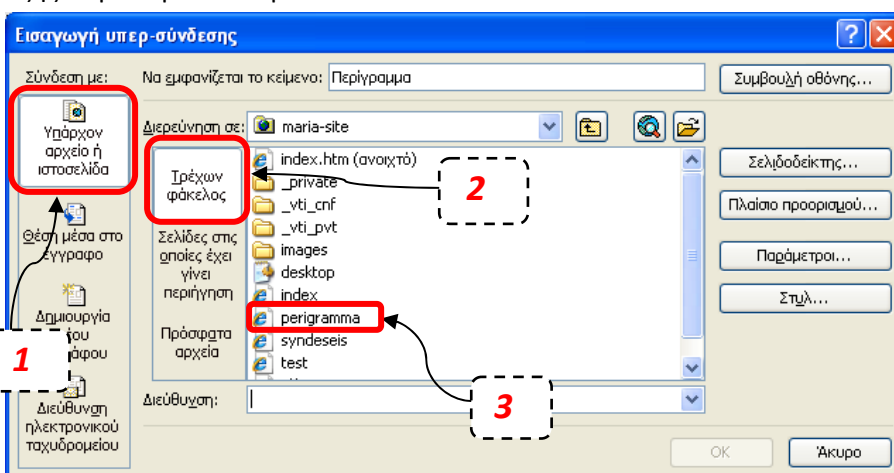 Εισαγωγή υπερ-σύνδεσης
Σύνδεση με:
Να εμφανίζεται το κείμενο: Περίγραμμα
Συμβουλή οθόνης...
Υπάρχον
αρχείο ή
ιστοσελίδα
Διερεύνηση σε: maria-site
Τρέχων
φάκελος
index.htm (ανοιχτό)
_private
_vti_cnf
_vti_pvt
images
desktop
index
perigramma
syndeseis
test
2
Σελιδοδείκτης...
Πλαίσιο προορισμού...
Παράμετροι...
Στυλ...
Θέση μέσα στο
έγγραφο
Σελίδες στις
οποίες έχει
γίνει
περιήγηση
Δημιουργία
Πρόσφατα
αρχεία
1
3
Διεύθυνση:
Διεύθυνση
ηλεκτρονικού
ταχυδρομείου
OK
Άκυρο